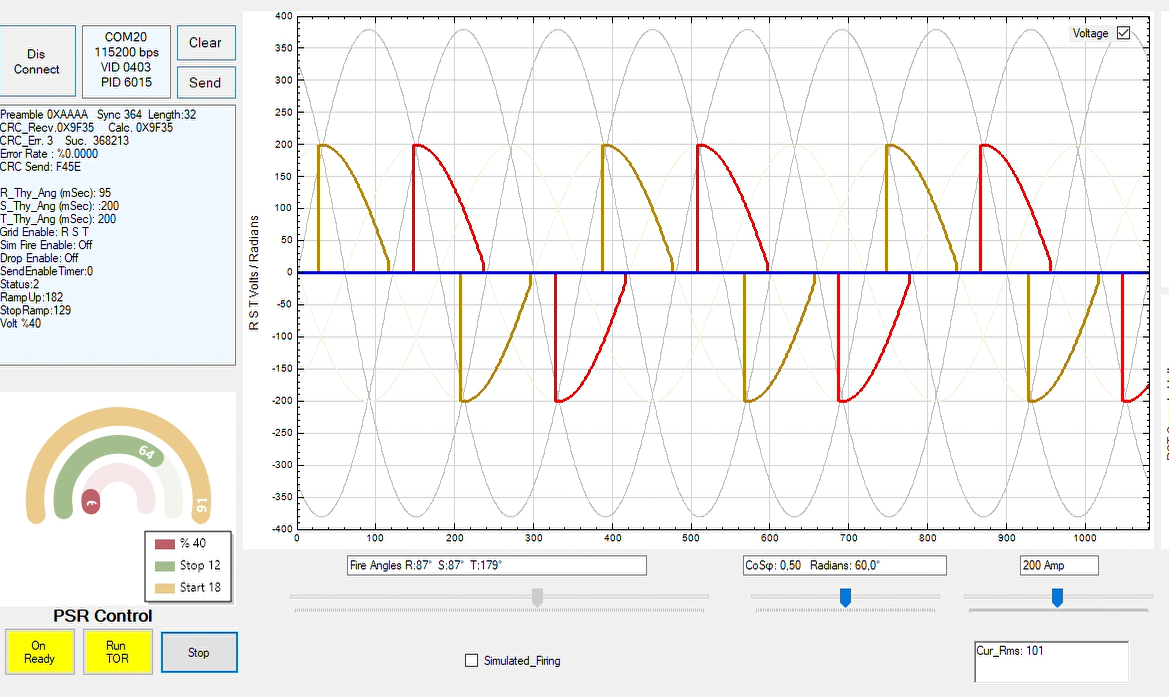 Dis
Connect
COM20
115200 bps
VID 0403
PID 6015
Clear
Send
Preamble 0XAAAA Sync 364 Length:32
CRC_Recv.0X9F35 Calc. 0X9F35
CRC_Err. 3 Suc. 368213
Error Rate : %0.0000
CRC Send: F45E
R_Thy_Ang (mSec): 95
S_Thy_Ang (mSec): :200
T_Thy_Ang (mSec): 200
Grid Enable: R S T
Sim Fire Enable: Off
Drop Enable: Off
SendEnableTimer:0
Status:2
RampUp:182
StopRamp:129
Volt %40
64
91
% 40
Stop 12
Start 18
PSR Control
On
Ready
Run
TOR
Stop
Voltage
R S T Volts / Radians
400
350
300
250
200
150
100
50
0
-50
-100
-150
-200
-250
-300
-350
-400
0 100 200 300 400 500 600 700 800 900 1000
Fire Angles R:87° S:87° T:179°
CoSφ: 0,50 Radians: 60,0°
200 Amp
Simulated_Firing
Cur_Rms: 101